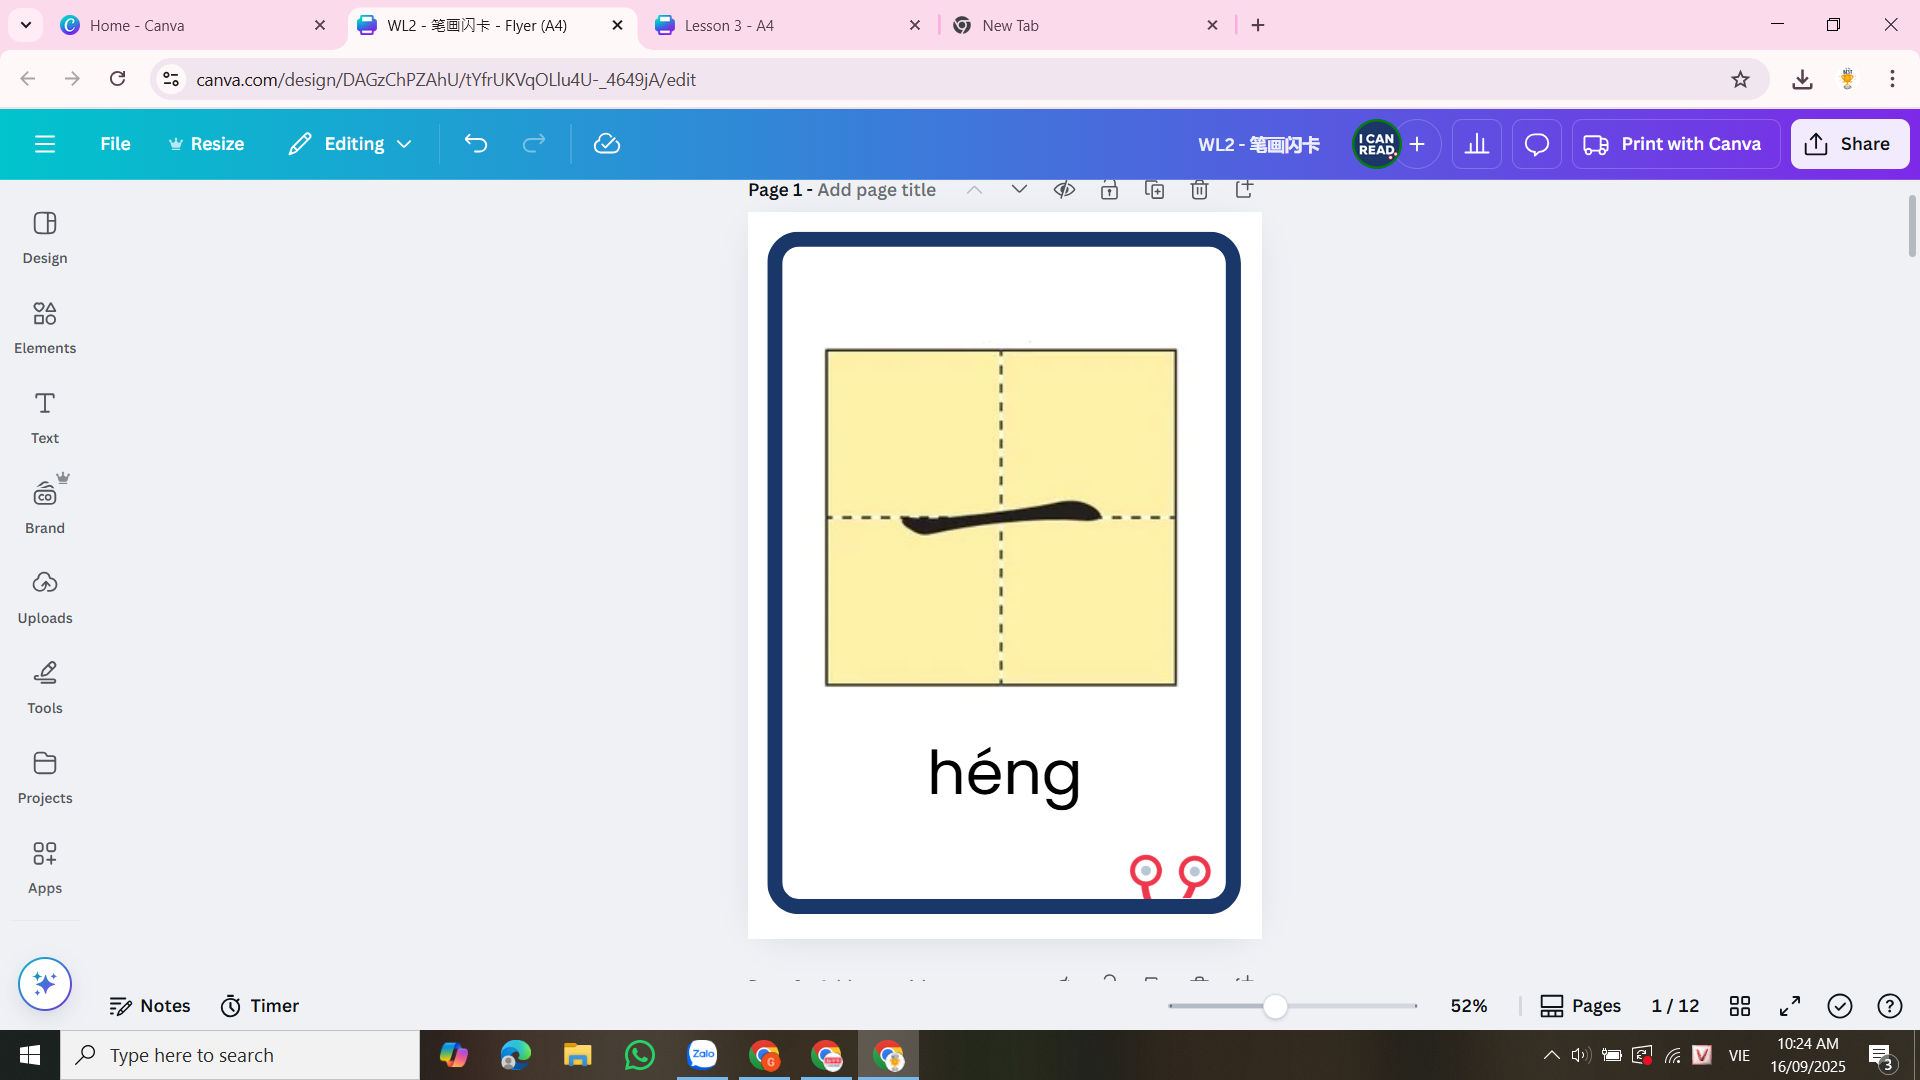 Home - Canva
WL2 - 笔画闪卡 - Flyer (A4)
Lesson 3 - A4
New Tab
canva.com/design/DAGzChPZAhU/tYfrUKVqOLlu4U-_4649jA/edit
File
Resize
Editing
WL2 - 笔画闪卡
I CAN READ
Print with Canva
Share
Page 1 - Add page title
Design
Elements
Text
Brand
Uploads
Tools
Projects
Apps
一
héng
Notes
Timer
52%
Pages
1 / 12
Type here to search
Zalo
G
V
VIE
10:24 AM
16/09/2025
3